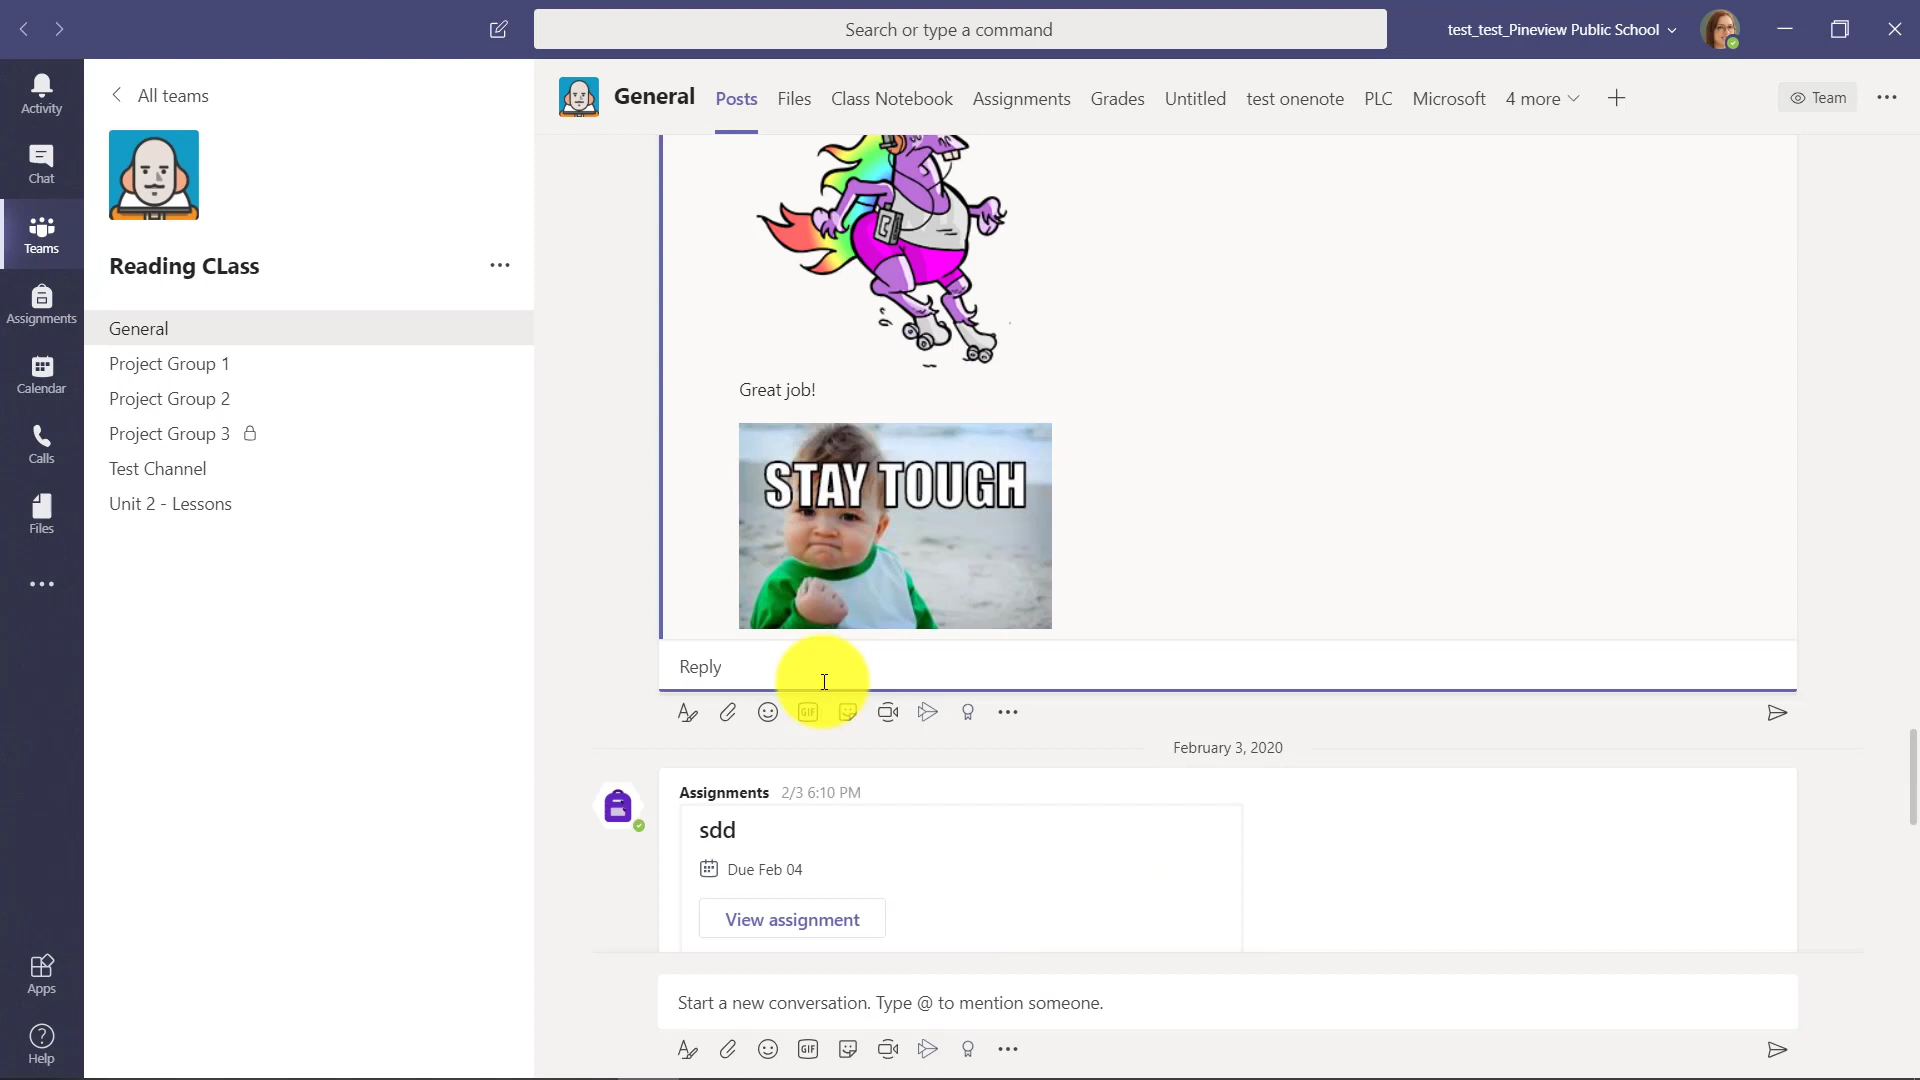 Search or type a command
test_test_Pineview Public School
Activity
Chat
Teams
Assignments
Calendar
Calls
Files
Apps
Help
All teams
Reading CLass
General
Project Group 1
Project Group 2
Project Group 3
Test Channel
Unit 2 - Lessons
General Posts Files Class Notebook Assignments Grades Untitled test onenote PLC Microsoft 4 more
Team
Great job!
STAY TOUGH
Reply
GIF
February 3, 2020
Assignments 2/3 6:10 PM
sdd
Due Feb 04
View assignment
Start a new conversation. Type @ to mention someone.
GIF